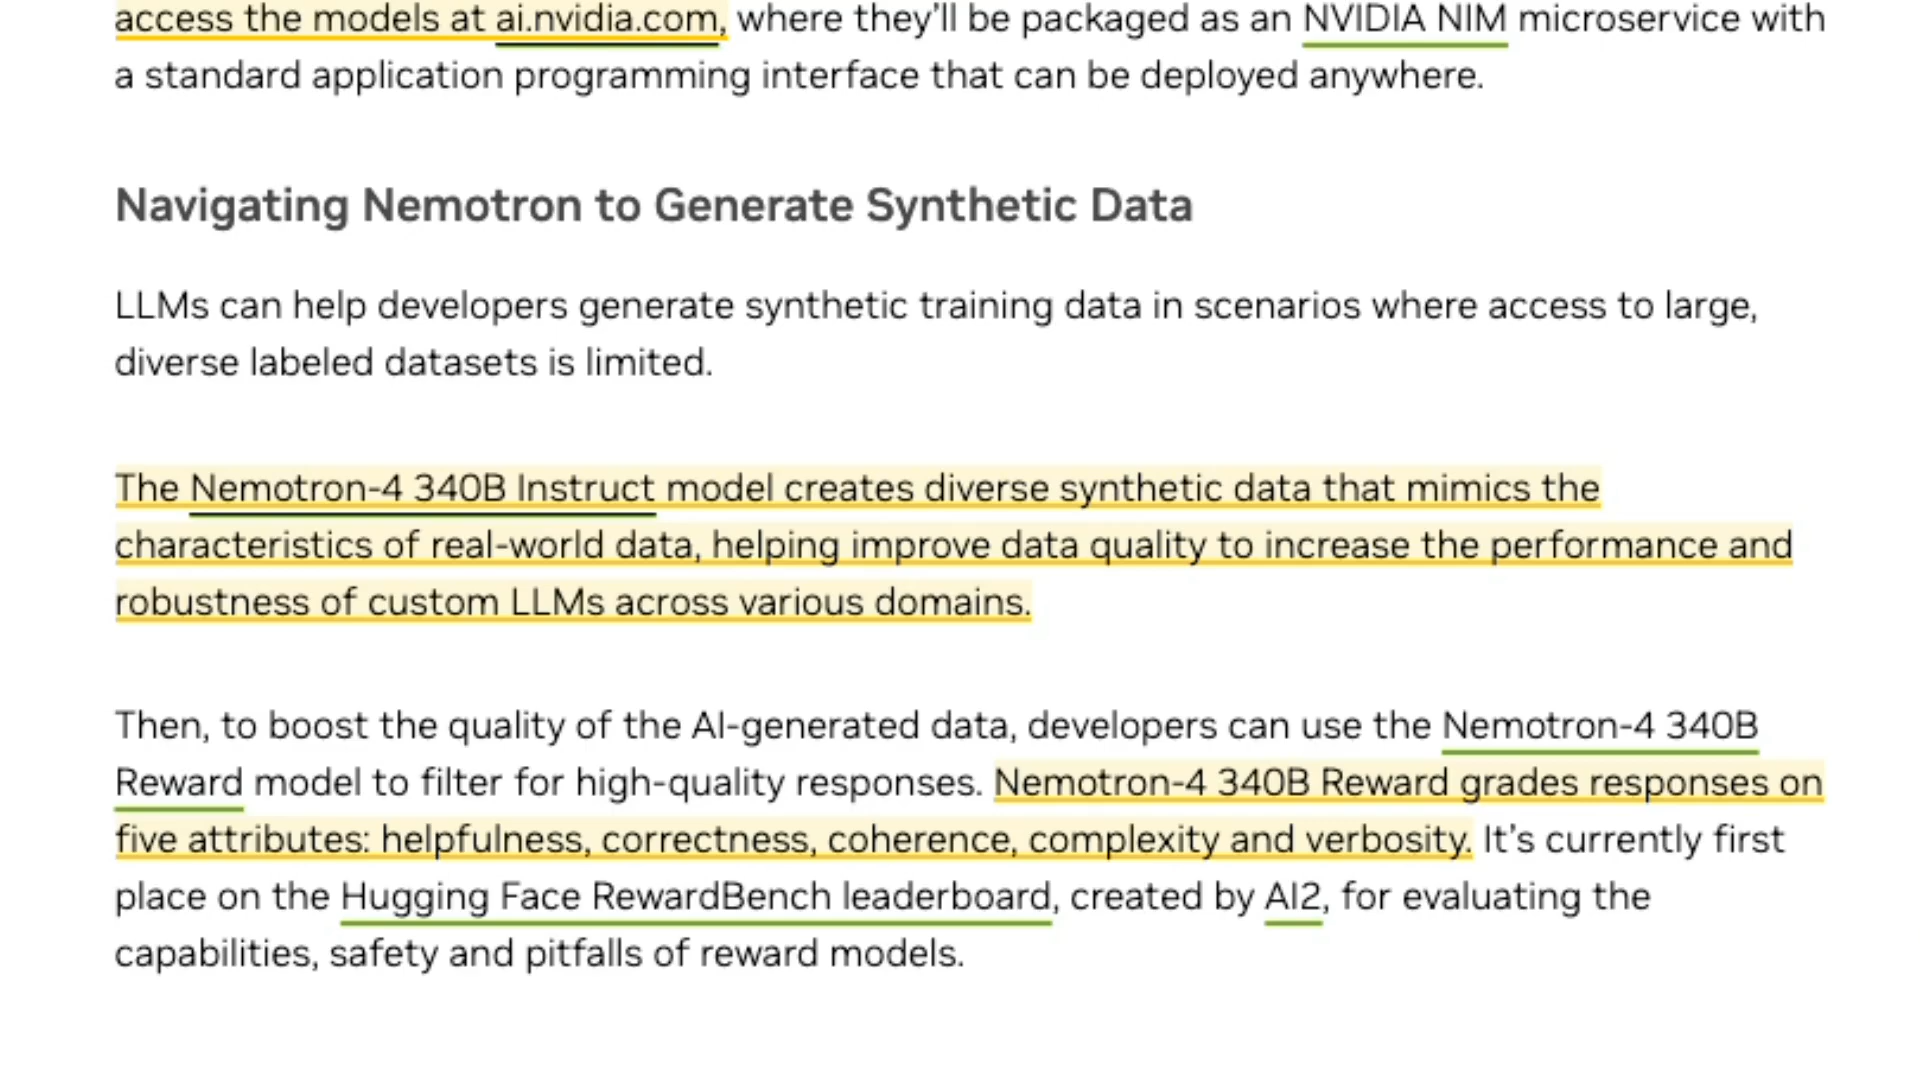 access the models at ai.nvidia.com, where they’ll be packaged as an NVIDIA NIM microservice with
a standard application programming interface that can be deployed anywhere.
Navigating Nemotron to Generate Synthetic Data
LLMs can help developers generate synthetic training data in scenarios where access to large,
diverse labeled datasets is limited.
The Nemotron-4 340B Instruct model creates diverse synthetic data that mimics the
characteristics of real-world data, helping improve data quality to increase the performance and
robustness of custom LLMs across various domains.
Then, to boost the quality of the AI-generated data, developers can use the Nemotron-4 340B
Reward model to filter for high-quality responses. Nemotron-4 340B Reward grades responses on
five attributes: helpfulness, correctness, coherence, complexity and verbosity. It’s currently first
place on the Hugging Face RewardBench leaderboard, created by AI2, for evaluating the
capabilities, safety and pitfalls of reward models.